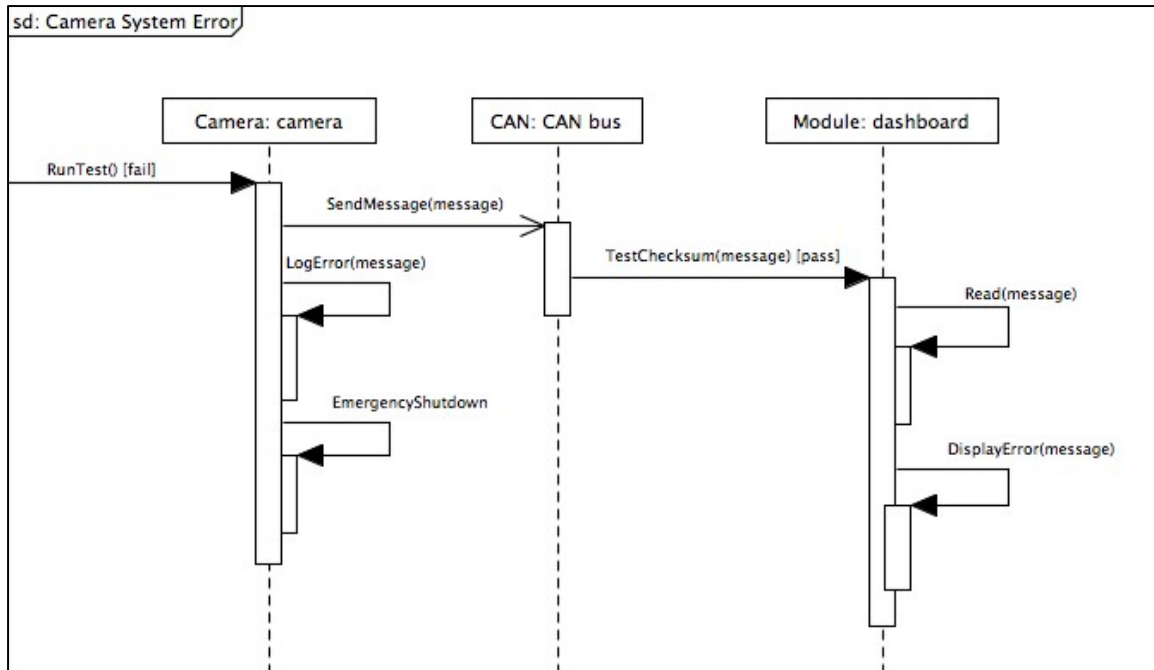 sd: Camera System Error
Camera: camera
CAN: CAN bus
Module: dashboard
RunTest() [fail]
SendMessage(message)
TestChecksum(message) [pass]
LogError(message)
Read(message)
EmergencyShutdown
DisplayError(message)